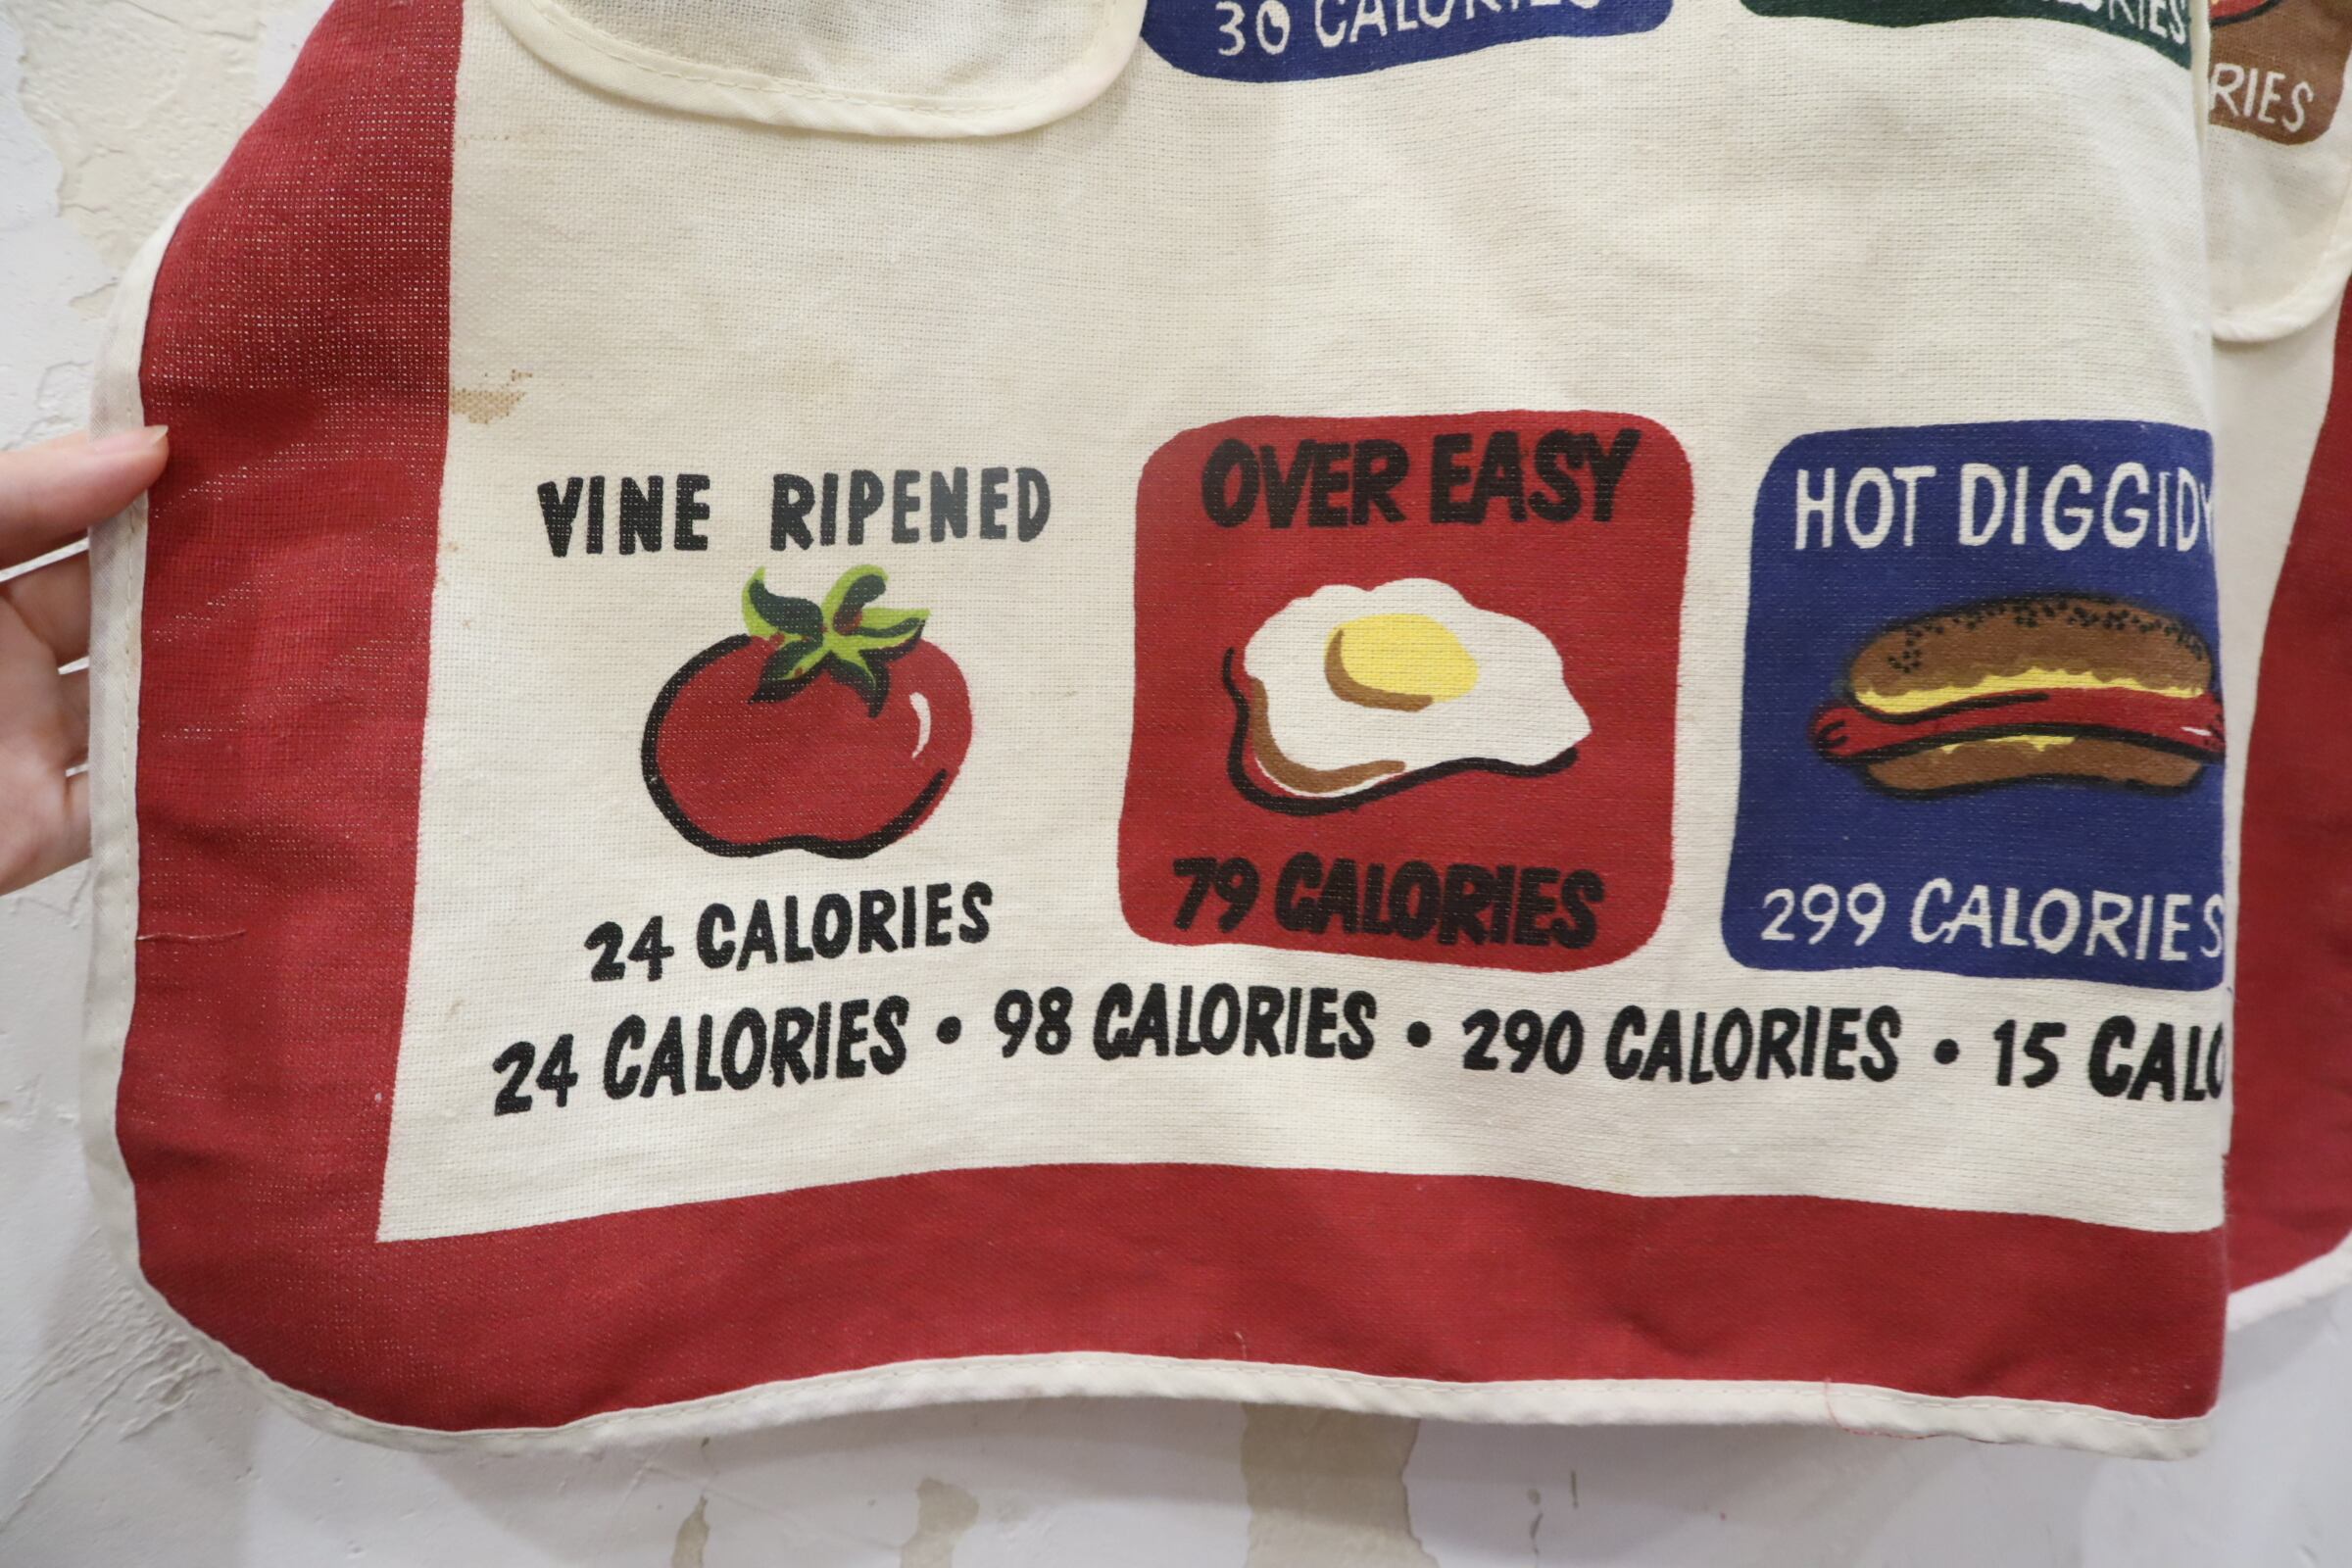 30 CALORIES
VINE RIPENED
OVER EASY
HOT DIGGIDY
24 CALORIES
79 CALORIES
299 CALORIES
24 CALORIES • 98 CALORIES • 290 CALORIES • 15 CALO